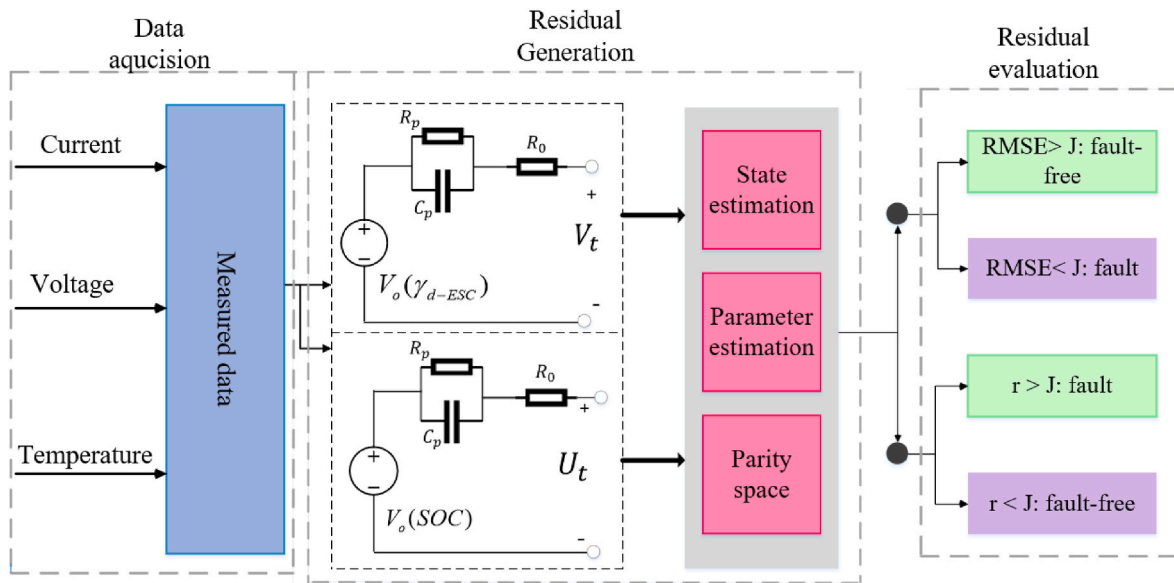 Data
aqucision
Residual
Generation
Residual
evaluation
Current
Voltage
Temperature
Measured data
R_p
C_p
R_0
+
V_t
-
+
-
V_o(γ_{d-ESC})
R_p
C_p
R_0
+
U_t
-
+
-
V_o(SOC)
State
estimation
Parameter
estimation
Parity
space
RMSE> J: fault-
free
RMSE< J: fault
r > J: fault
r < J: fault-free